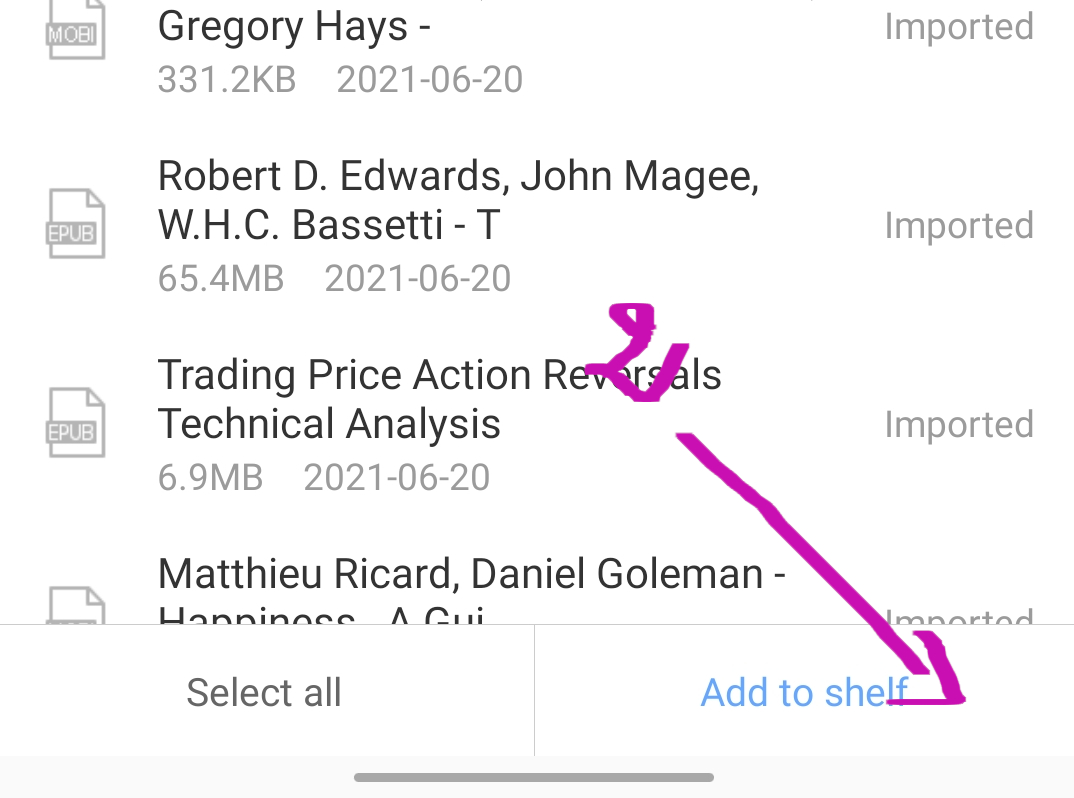 MOBI
Gregory Hays -
Imported
331.2KB 2021-06-20
Robert D. Edwards, John Magee,
EPUB
W.H.C. Bassetti - T
Imported
65.4MB 2021-06-20
Trading Price Action Reversals
EPUB
Technical Analysis
Imported
6.9MB 2021-06-20
Matthieu Ricard, Daniel Goleman -
Happiness_ A Gui
Imported
Select all
Add to shelf